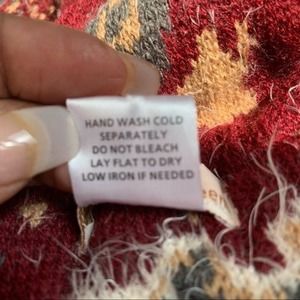 HAND WASH COLD
SEPARATELY
DO NOT BLEACH
LAY FLAT TO DRY
LOW IRON IF NEEDED